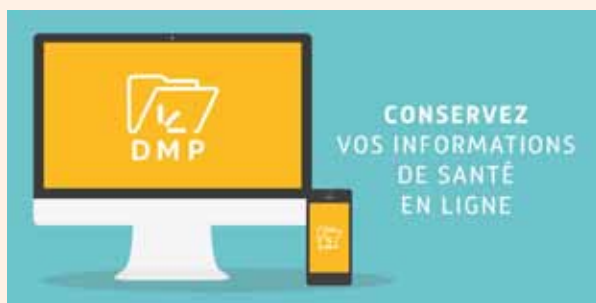 DMP
CONSERVEZ
VOS INFORMATIONS
DE SANTÉ
EN LIGNE